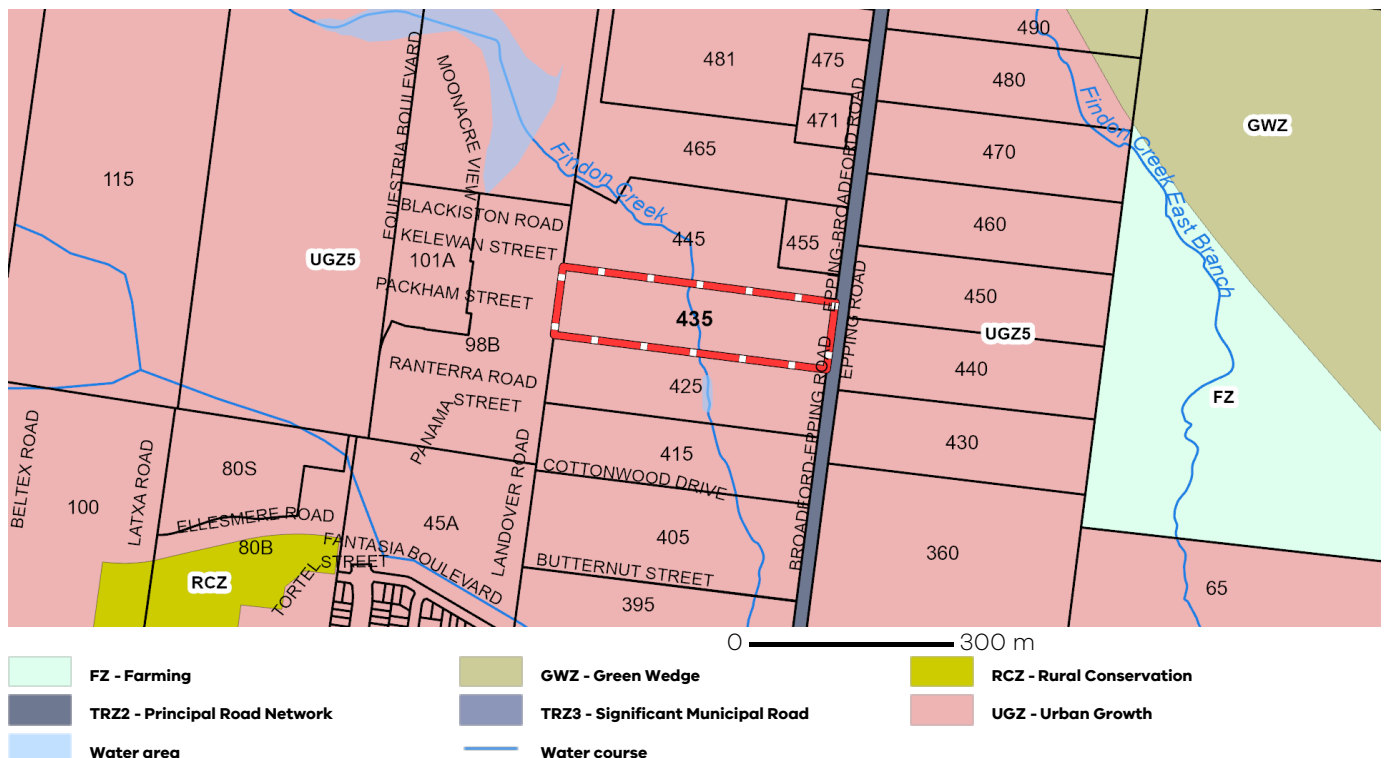 490
481
475
480
EQUESTRIA BOULEVARD
MOONACRE VIEW
471
EPPING-BROADFORD ROAD
Findon Creek East Branch
GWZ
115
Findon Creek
465
470
BLACKISTON ROAD
KELEWAN STREET
445
455
460
UGZ5
101A
PACKHAM STREET
435
450
EPPING ROAD
UGZ5
98B
RANTERRA ROAD
425
440
FZ
PANAMA STREET
BELTEX ROAD
LATXA ROAD
80S
LANDOVER ROAD
415
430
COTTONWOOD DRIVE
BROADFORD-EPPING ROAD
100
ELLESMERE ROAD
45A
405
360
80B
FANTASIA BOULEVARD
TORTEL STREET
BUTTERNUT STREET
RCZ
395
65
0 300 m
FZ - Farming
GWZ - Green Wedge
RCZ - Rural Conservation
TRZ2 - Principal Road Network
TRZ3 - Significant Municipal Road
UGZ - Urban Growth
Water area
Water course